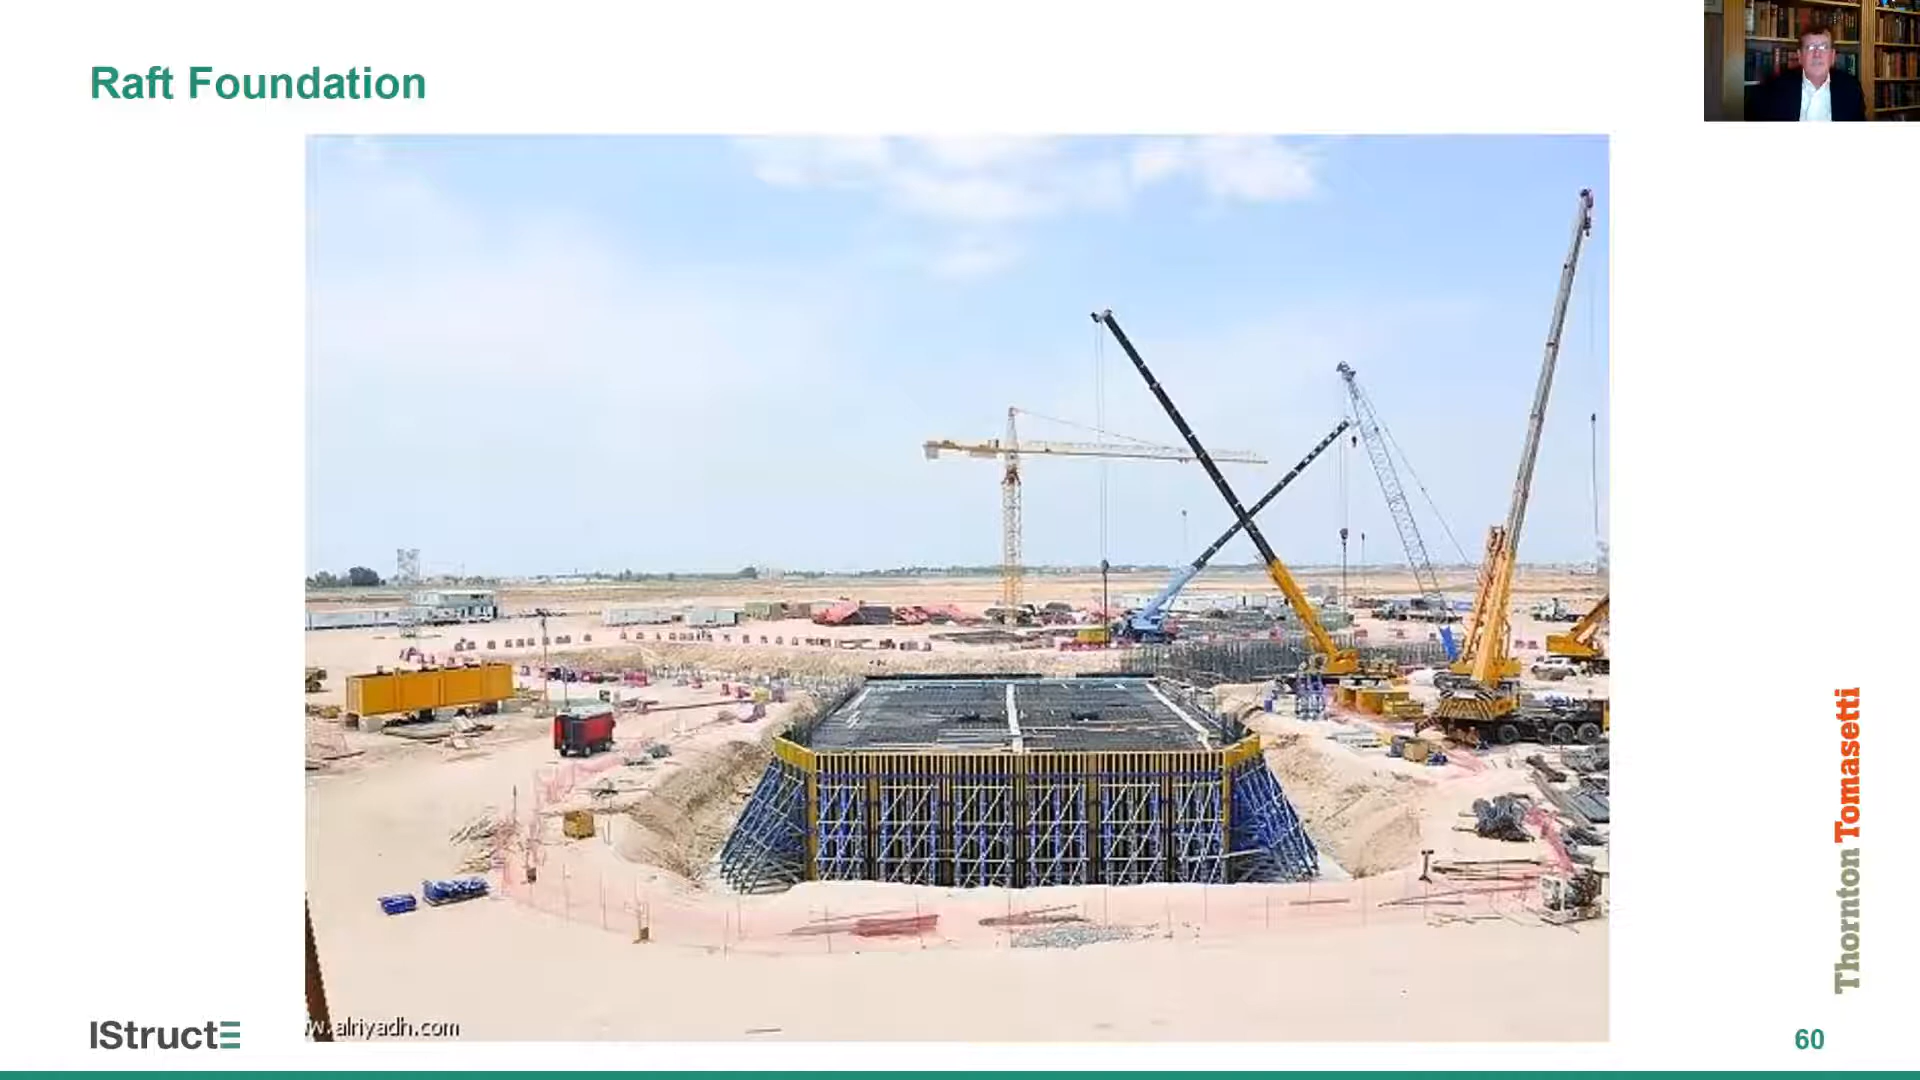 Raft Foundation
w.alriyadh.com
Thornton Tomasetti
IStructE
60